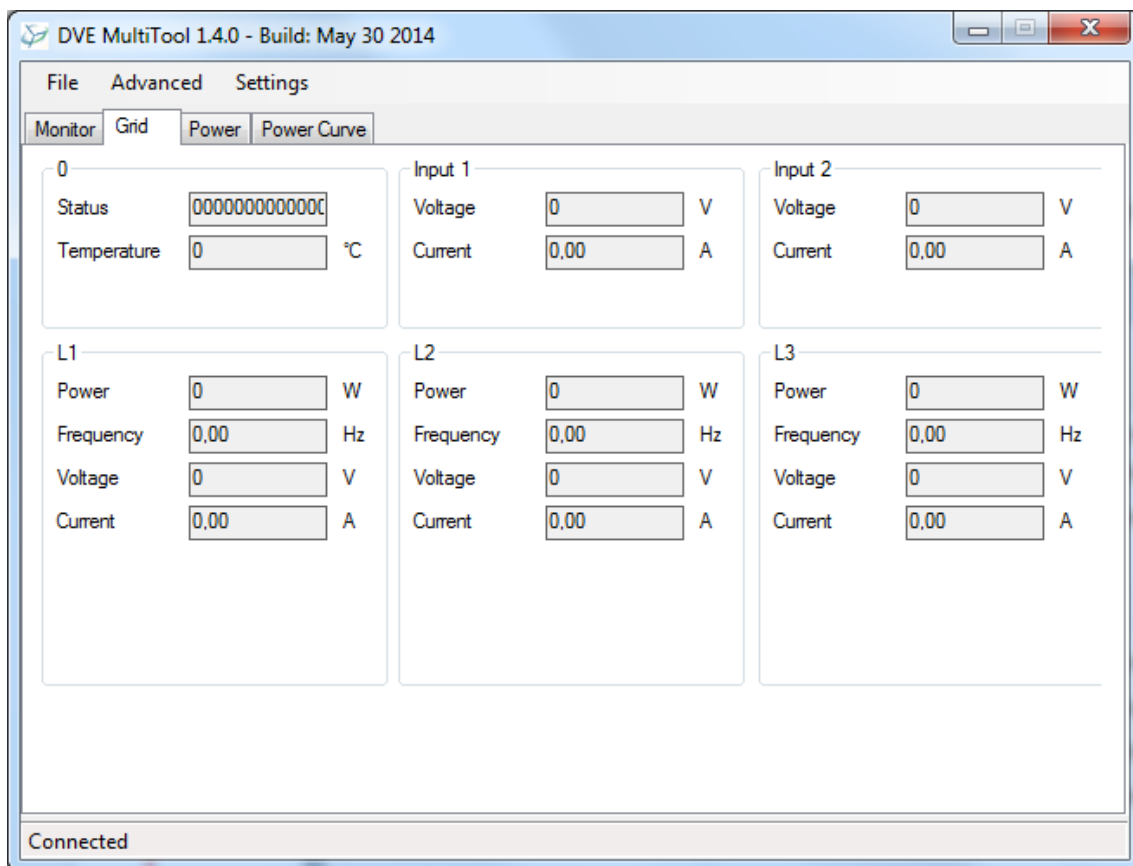 DVE MultiTool 1.4.0 - Build: May 30 2014
File Advanced Settings
Monitor Grid Power Power Curve
0
Status 0000000000000
Temperature 0 °C
Input 1
Voltage 0 V
Current 0,00 A
Input 2
Voltage 0 V
Current 0,00 A
L1
Power 0 W
Frequency 0,00 Hz
Voltage 0 V
Current 0,00 A
L2
Power 0 W
Frequency 0,00 Hz
Voltage 0 V
Current 0,00 A
L3
Power 0 W
Frequency 0,00 Hz
Voltage 0 V
Current 0,00 A
Connected